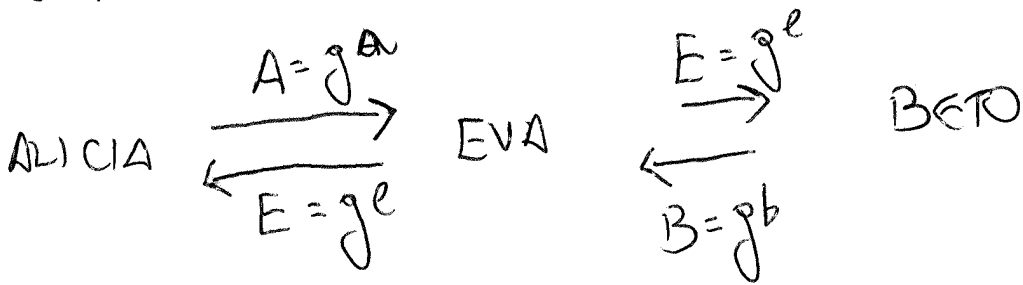 A = g^a
E = g^e
ALICIA
EVA
BETO
E = g^e
B = g^b